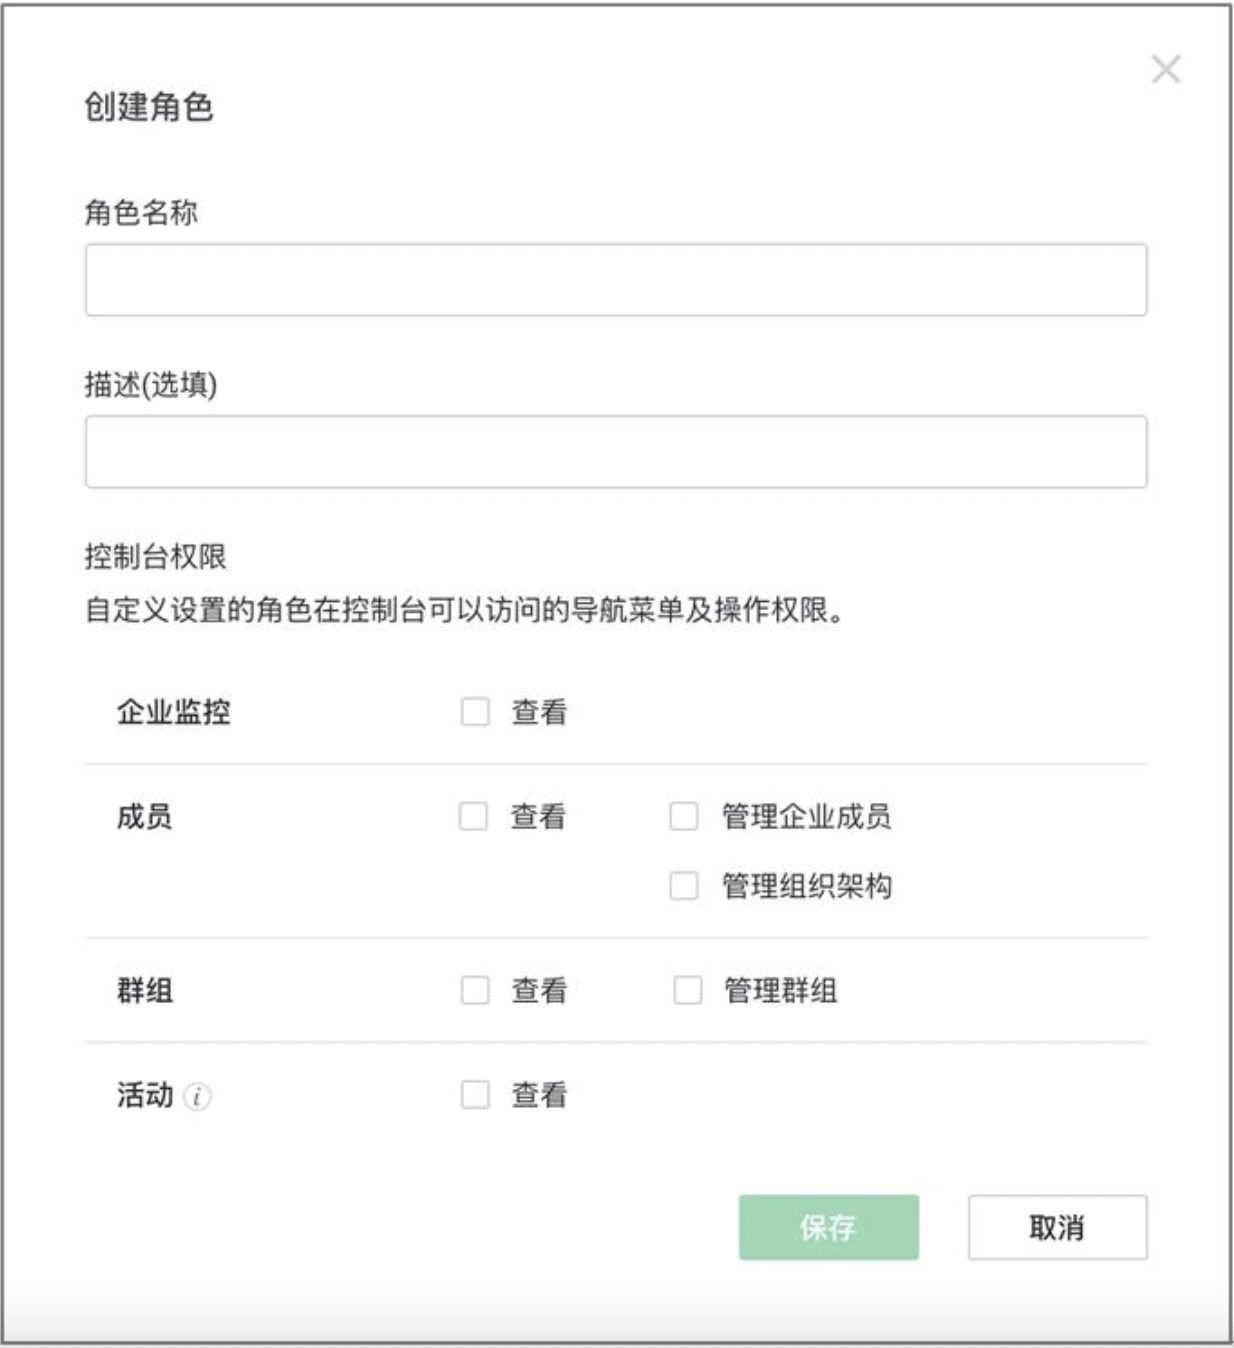 创建角色
角色名称
描述(选填)
控制台权限
自定义设置的角色在控制台可以访问的导航菜单及操作权限。
企业监控 查看
成员 查看 管理企业成员
管理组织架构
群组 查看 管理群组
活动 i 查看
保存 取消